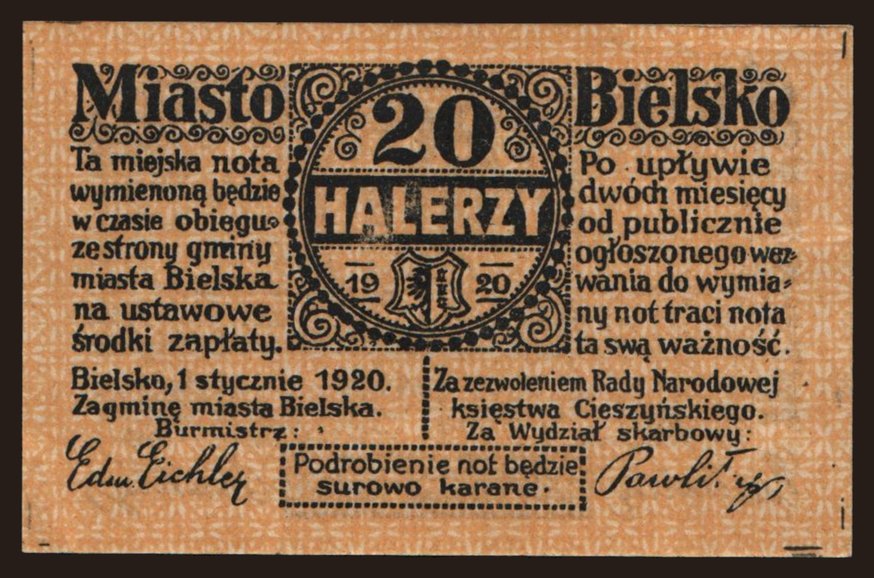 Miasto
20
HALERZY
19 20
Bielsko
Ta miejska nota
wymienoną będzie
w czasie obiegu
ze strony gminy
miasta Bielska
na ustawowe
środki zapłaty.
Po upływie
dwóch miesięcy
od publicznie
ogłoszonego wez-
wania do wymia-
ny not traci nota
ta swą ważność.
Bielsko, 1 stycznie 1920.
Za gminę miasta Bielska.
Burmistrz:
Edm. Eichler
Za zezwoleniem Rady Narodowej
księstwa Cieszyńskiego.
Za Wydział skarbowy:
Podrobienie not będzie
surowo karane.